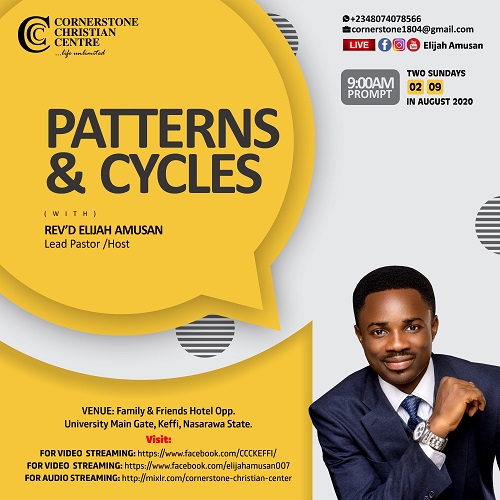 CORNERSTONE
CHRISTIAN
CENTRE
...life unlimited
+2348074078566
cornerstone1804@gmail.com
LIVE Elijah Amusan
9:00AM
PROMPT
TWO SUNDAYS
02 09
IN AUGUST 2020
PATTERNS
& CYCLES
(WITH)
REV'D ELIJAH AMUSAN
Lead Pastor /Host
VENUE: Family & Friends Hotel Opp.
University Main Gate, Keffi, Nasarawa State.
Visit:
FOR VIDEO STREAMING: https://www.facebook.com/CCCKEFFI/
FOR VIDEO STREAMING: https://www.facebook.com/elijahamusan007
FOR AUDIO STREAMING: http://mixlr.com/cornerstone-christian-center